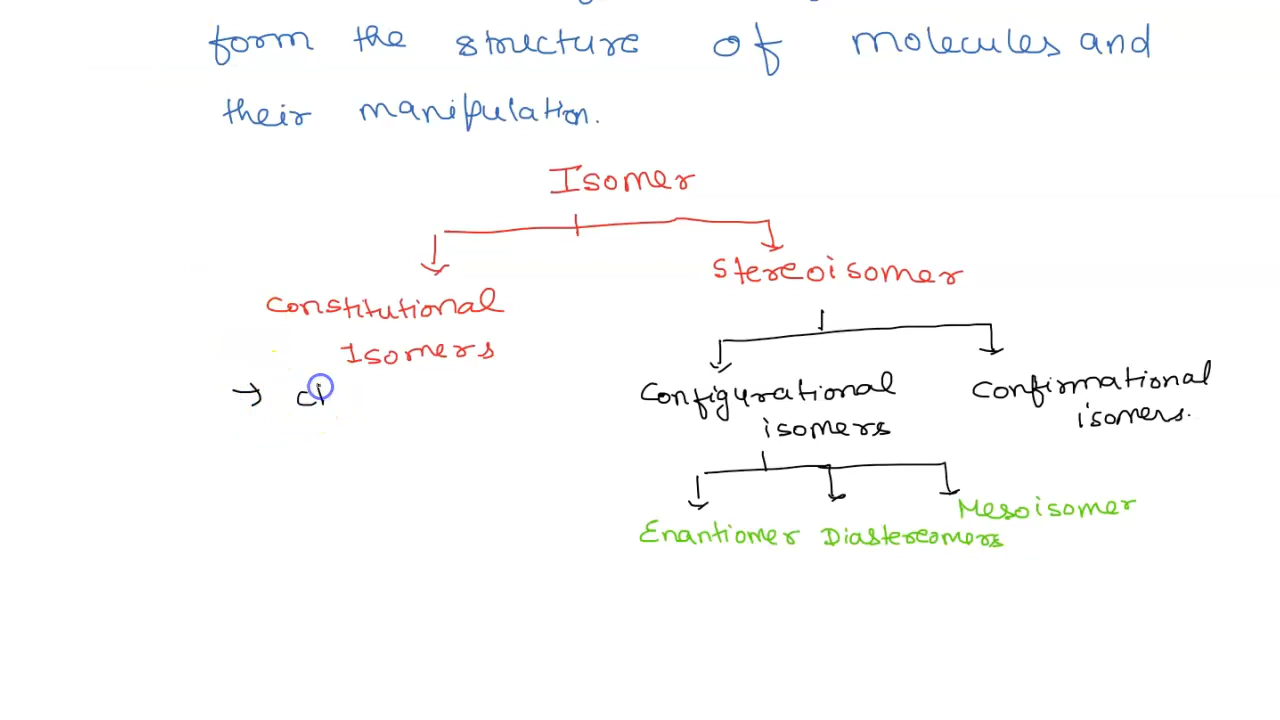 form the structure of molecules and
their manipulation.
Isomer
Stereoisomer
Constitutional
Isomers
Configurational
isomers
Confirmational
isomers.
Enantiomer Diastereomers Mesoisomer